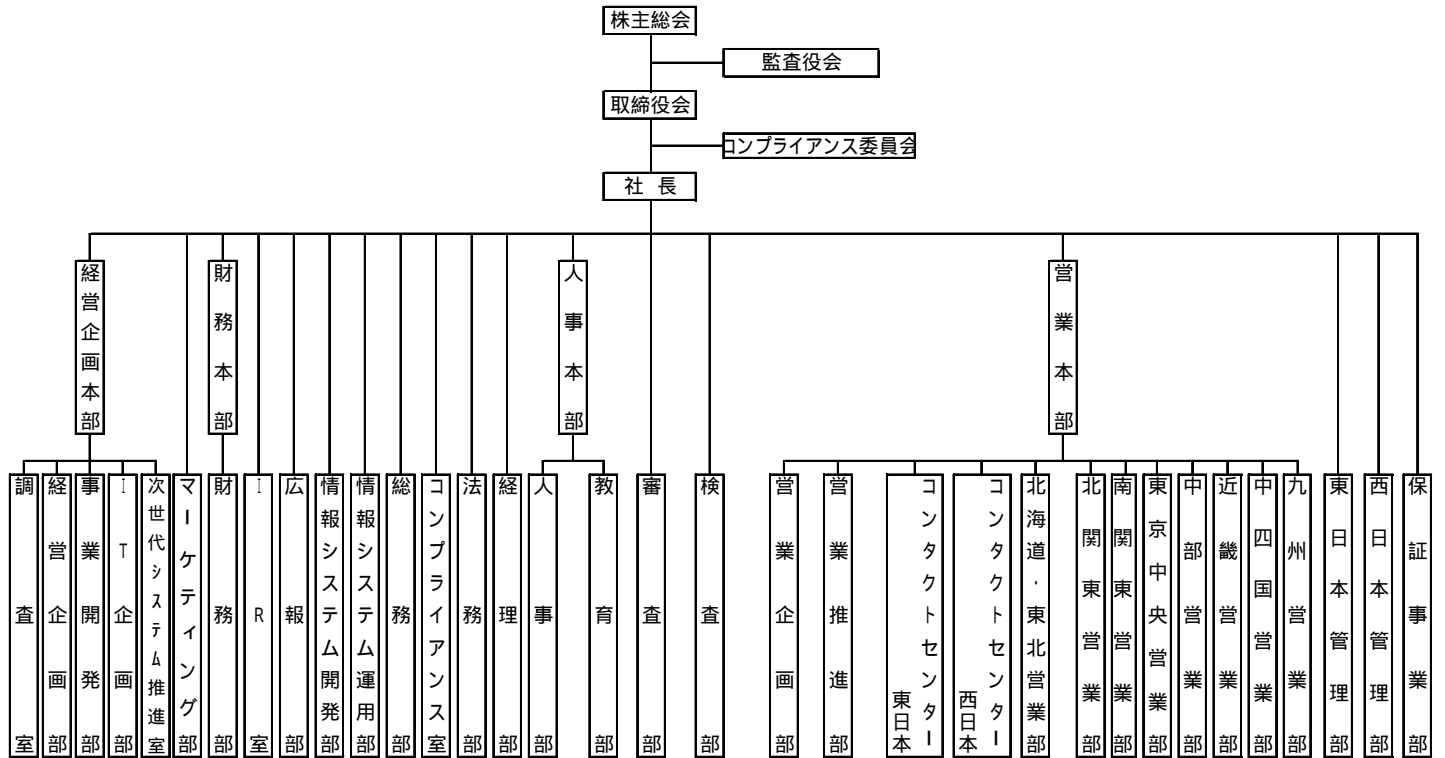 株主総会
監査役会
取締役会
コンプライアンス委員会
社長
経営企画本部
財務本部
人事本部
営業本部
調査室
経営企画部
事業開発部
IT企画部
次世代システム推進室
マーケティング部
財務部
IR室
広報部
情報システム開発部
情報システム運用部
総務部
コンプライアンス室
法務部
経理部
人事部
教育部
審査部
検査部
営業企画部
営業推進部
コンタクトセンター
東日本
コンタクトセンター
西日本
北海道・東北営業部
北関東営業部
南関東営業部
東京中央営業部
中部営業部
近畿営業部
中四国営業部
九州営業部
東日本管理部
西日本管理部
保証事業部